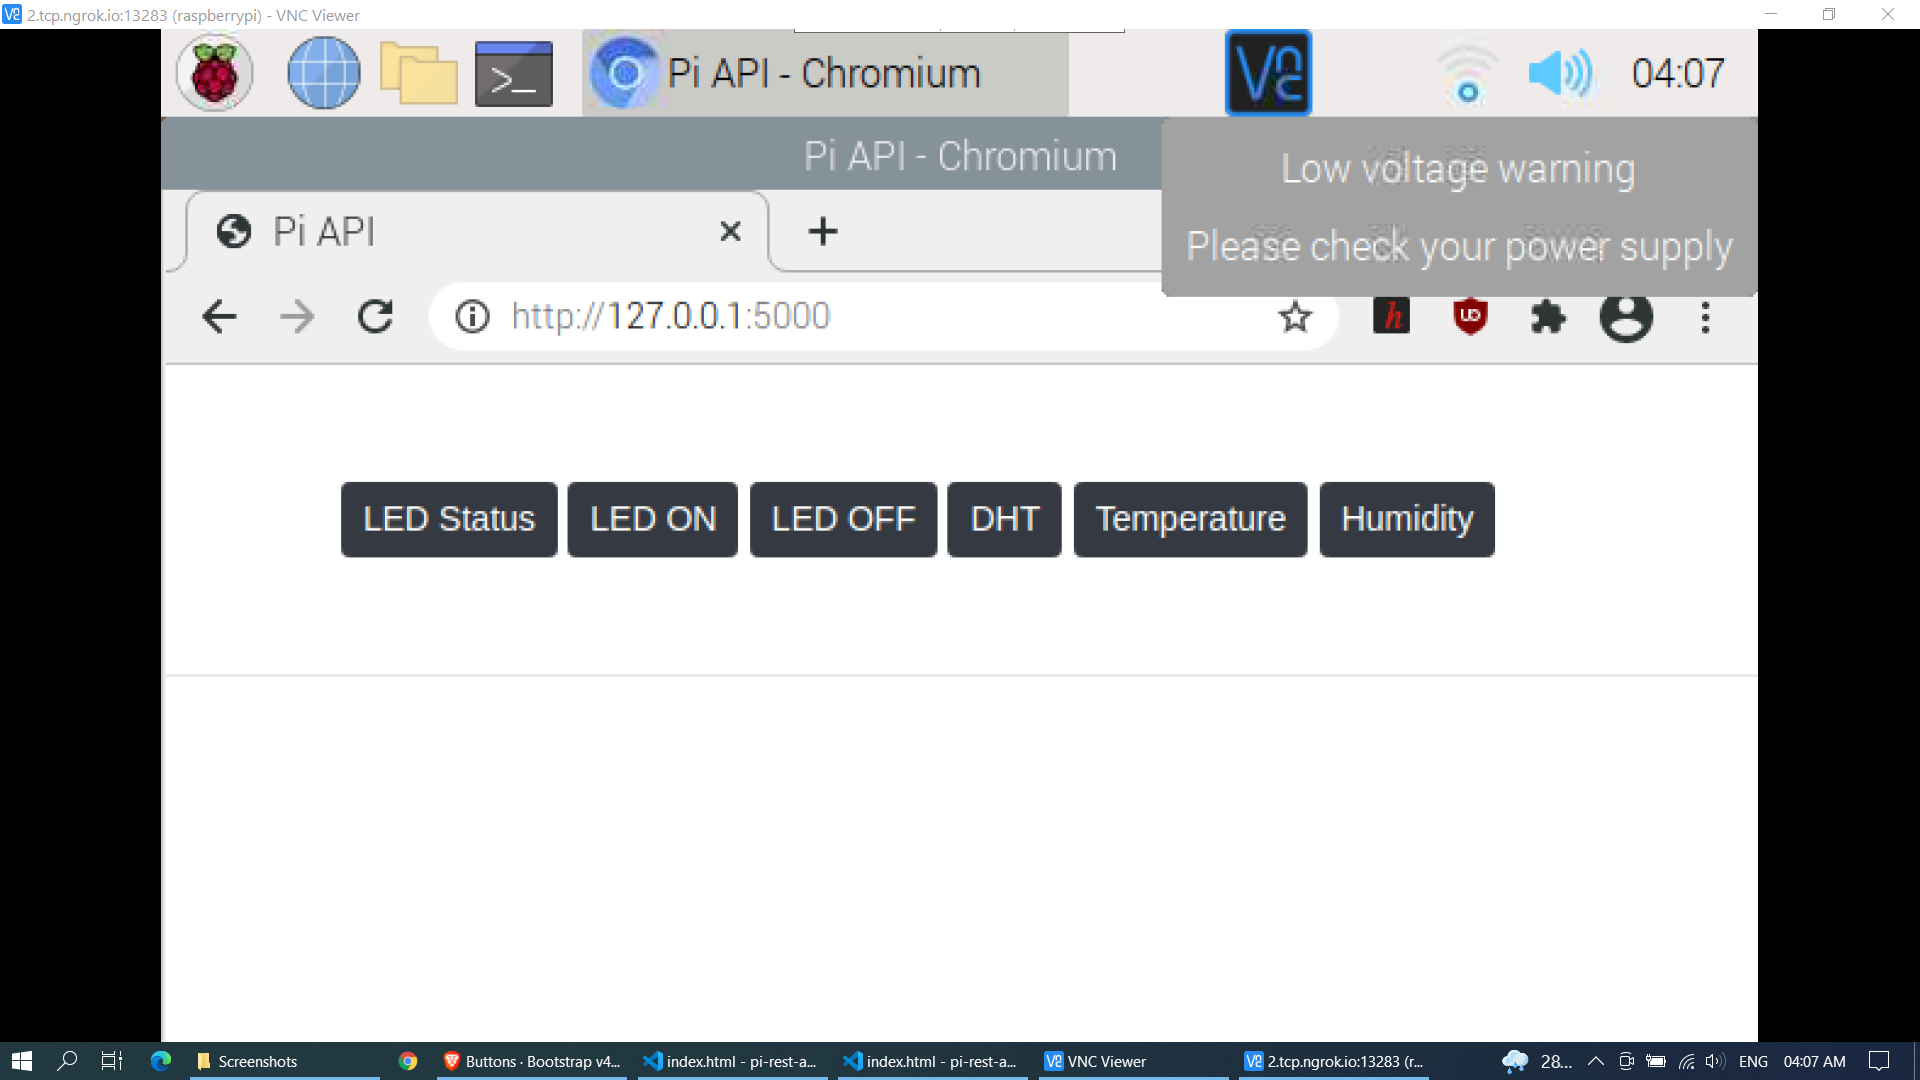 2.tcp.ngrok.io:13283 (raspberrypi) - VNC Viewer
Pi API - Chromium
04:07
Pi API - Chromium
Low voltage warning
Please check your power supply
Pi API
http://127.0.0.1:5000
LED Status LED ON LED OFF DHT Temperature Humidity
Screenshots Buttons · Bootstrap v4... index.html - pi-rest-a... index.html - pi-rest-a... VNC Viewer 2.tcp.ngrok.io:13283 (r... 28... ENG 04:07 AM